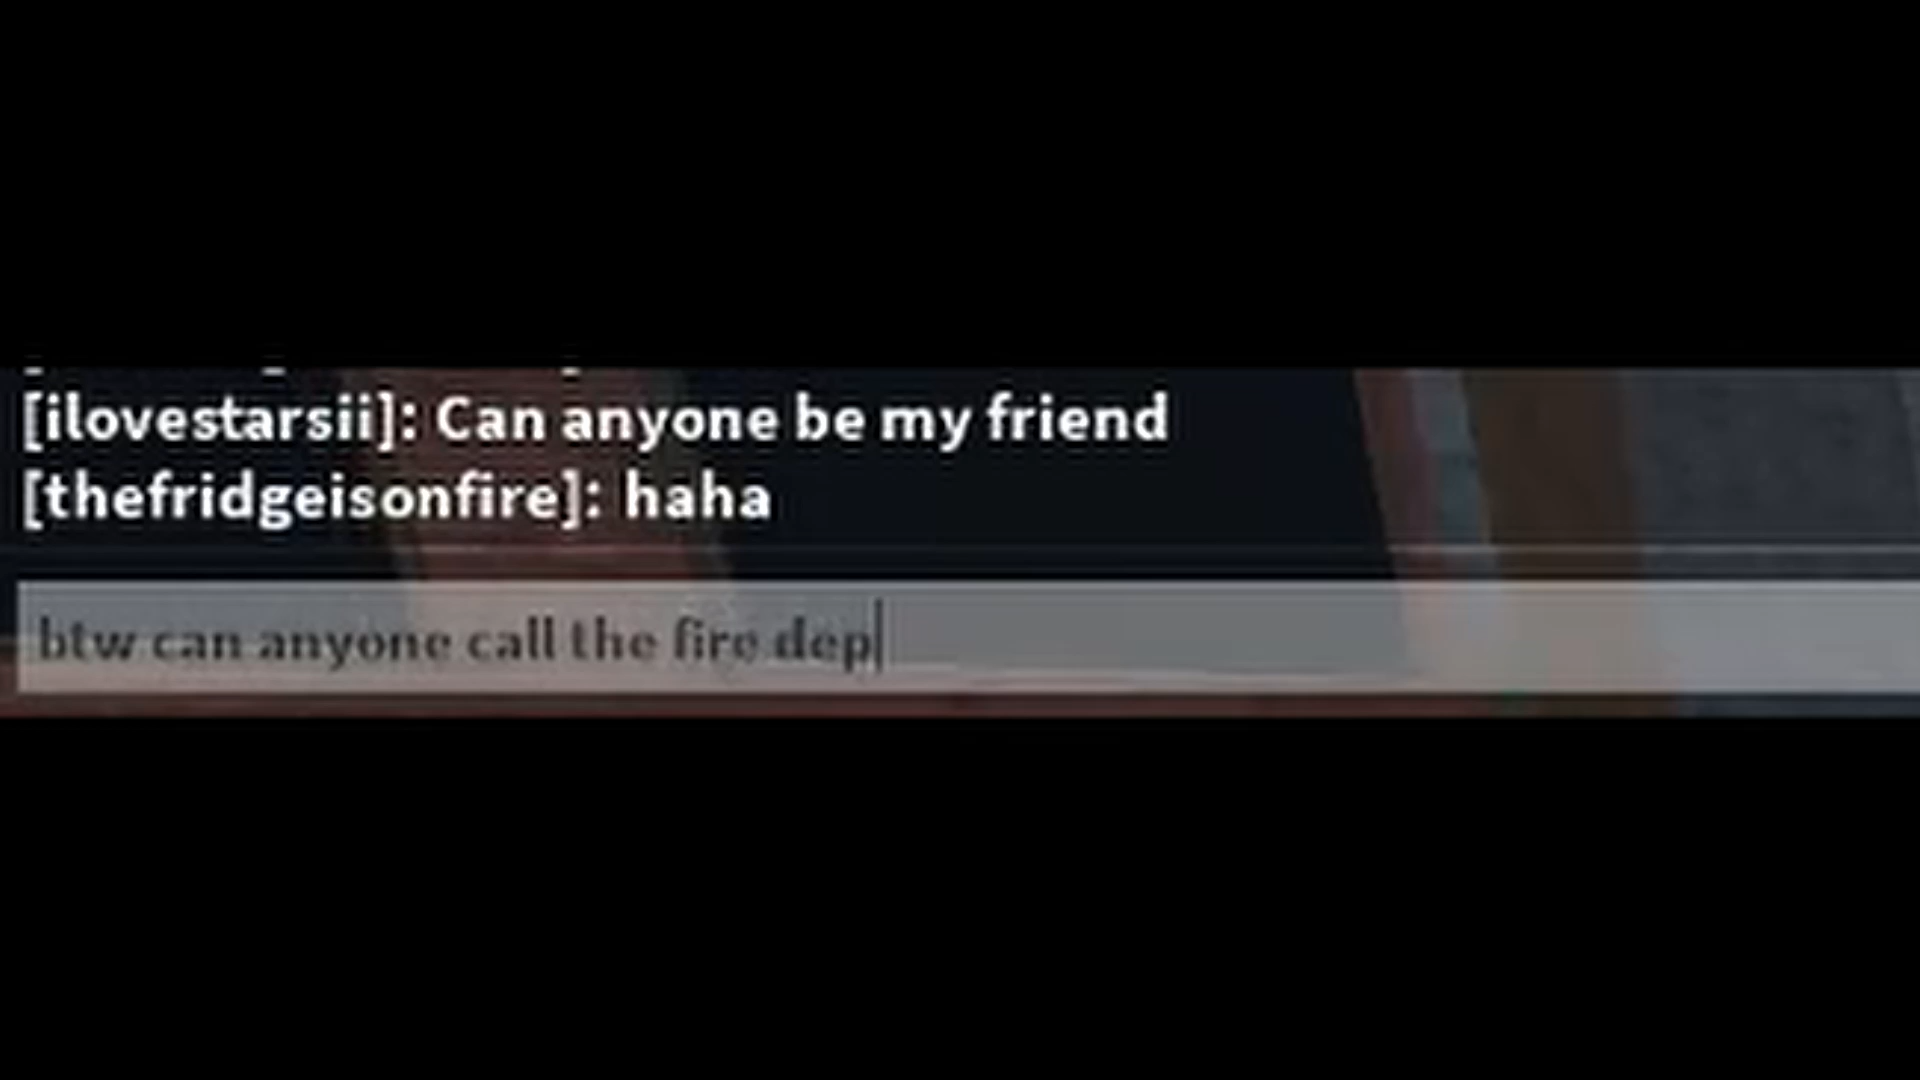 [ilovestarsii]: Can anyone be my friend
[thefridgeisonfire]: haha
btw can anyone call the fire dep